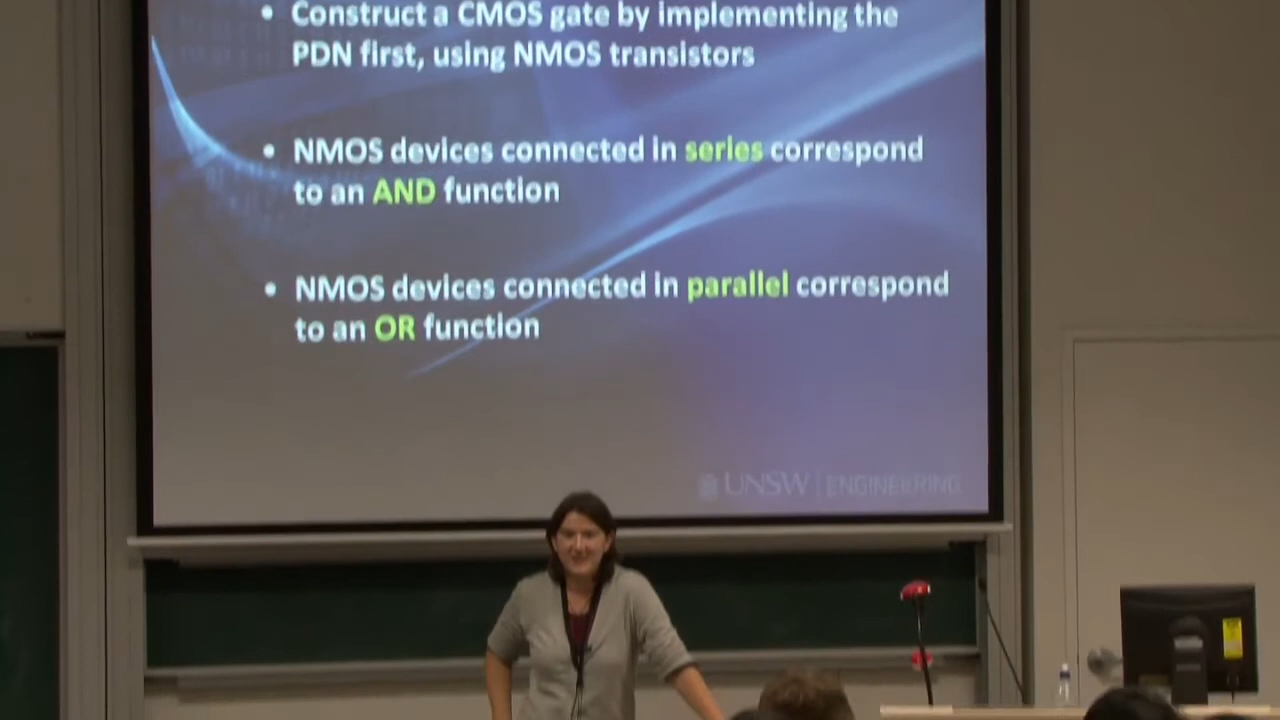 • Construct a CMOS gate by implementing the
PDN first, using NMOS transistors
• NMOS devices connected in series correspond
to an AND function
• NMOS devices connected in parallel correspond
to an OR function
UNSW | ENGINEERING